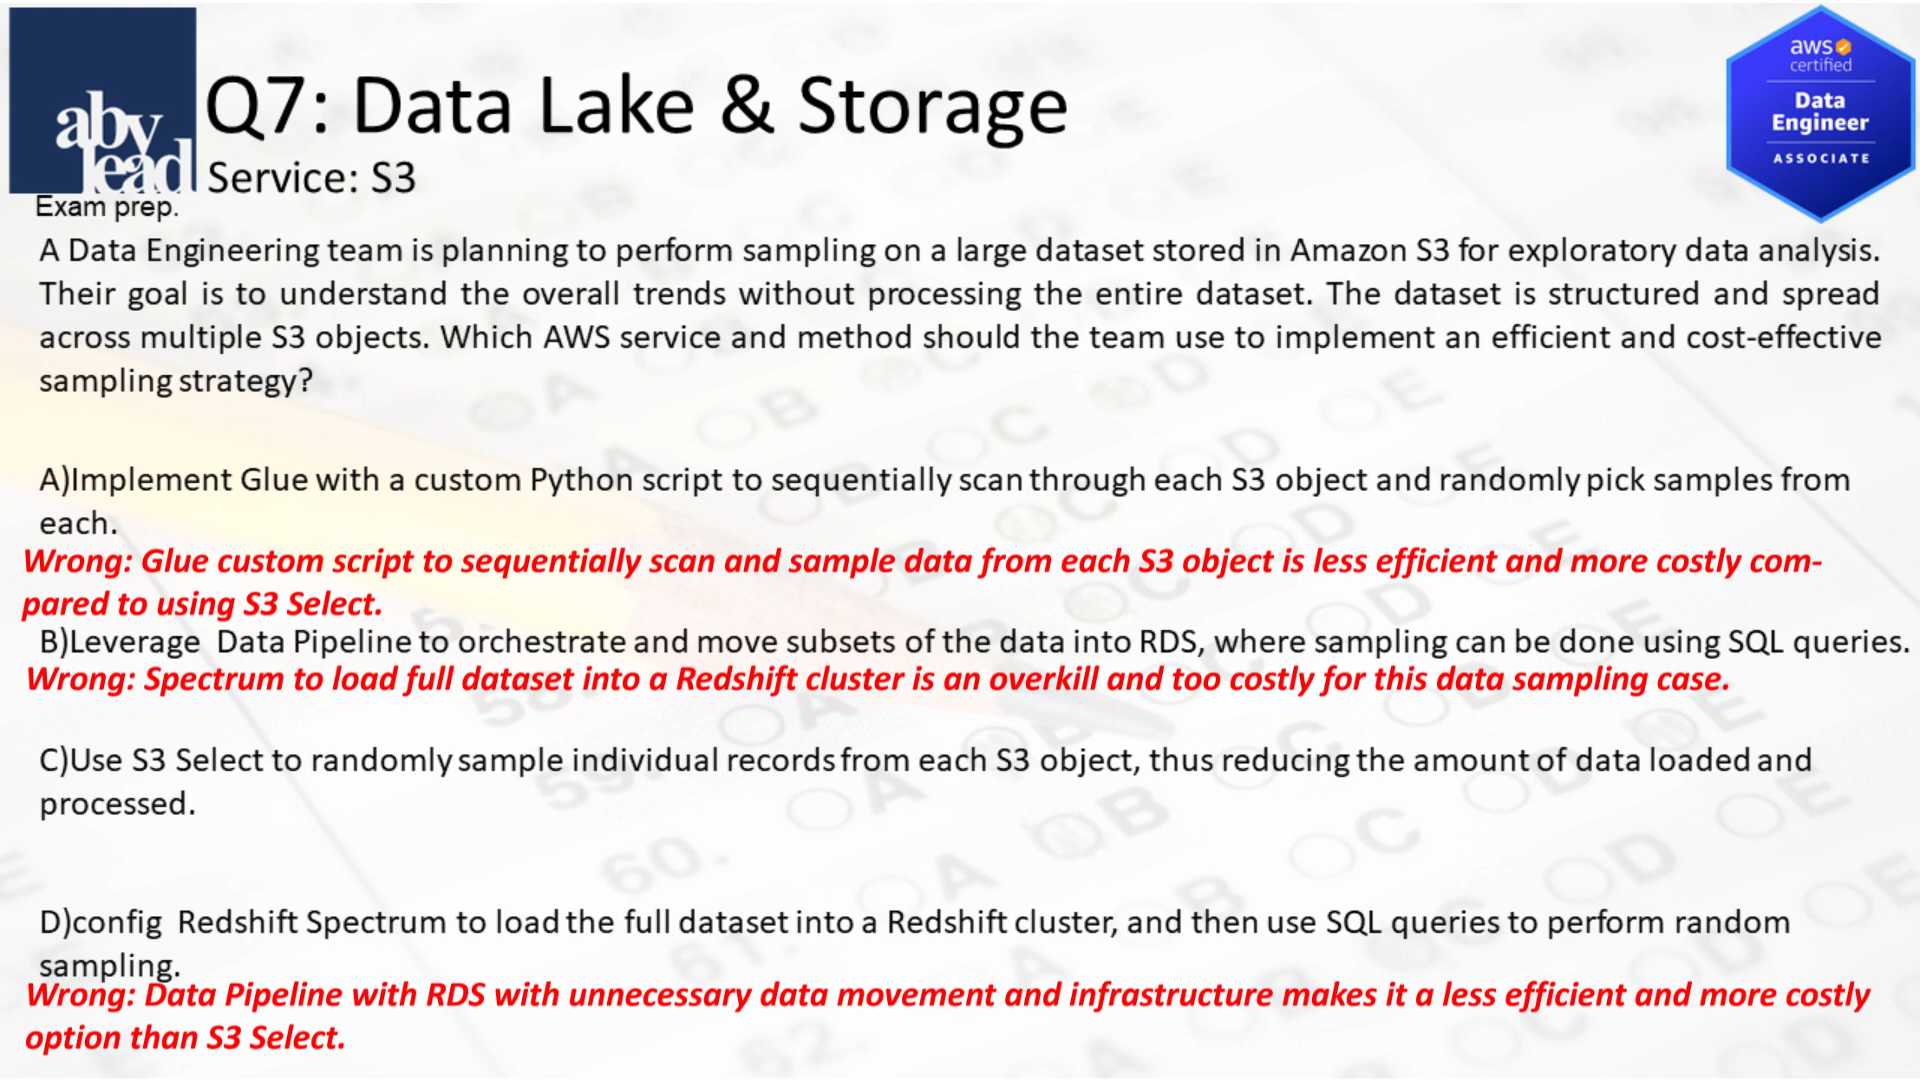 aby
lead
Q7: Data Lake & Storage
Service: S3
Exam prep.
aws
certified
Data
Engineer
ASSOCIATE
A Data Engineering team is planning to perform sampling on a large dataset stored in Amazon S3 for exploratory data analysis.
Their goal is to understand the overall trends without processing the entire dataset. The dataset is structured and spread
across multiple S3 objects. Which AWS service and method should the team use to implement an efficient and cost-effective
sampling strategy?
A)Implement Glue with a custom Python script to sequentially scan through each S3 object and randomly pick samples from
each.
Wrong: Glue custom script to sequentially scan and sample data from each S3 object is less efficient and more costly com-
pared to using S3 Select.
B)Leverage Data Pipeline to orchestrate and move subsets of the data into RDS, where sampling can be done using SQL queries.
Wrong: Spectrum to load full dataset into a Redshift cluster is an overkill and too costly for this data sampling case.
C)Use S3 Select to randomly sample individual records from each S3 object, thus reducing the amount of data loaded and
processed.
D)config Redshift Spectrum to load the full dataset into a Redshift cluster, and then use SQL queries to perform random
sampling.
Wrong: Data Pipeline with RDS with unnecessary data movement and infrastructure makes it a less efficient and more costly
option than S3 Select.